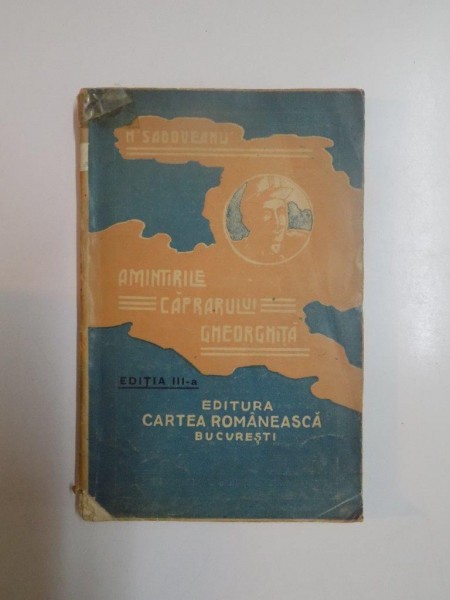 M. SADOVEANU
AMINTIRILE
CĂPRARULUI
GHEORGHIȚĂ
EDIȚIA III-a
EDITURA
CARTEA ROMÂNEASCĂ
BUCUREȘTI